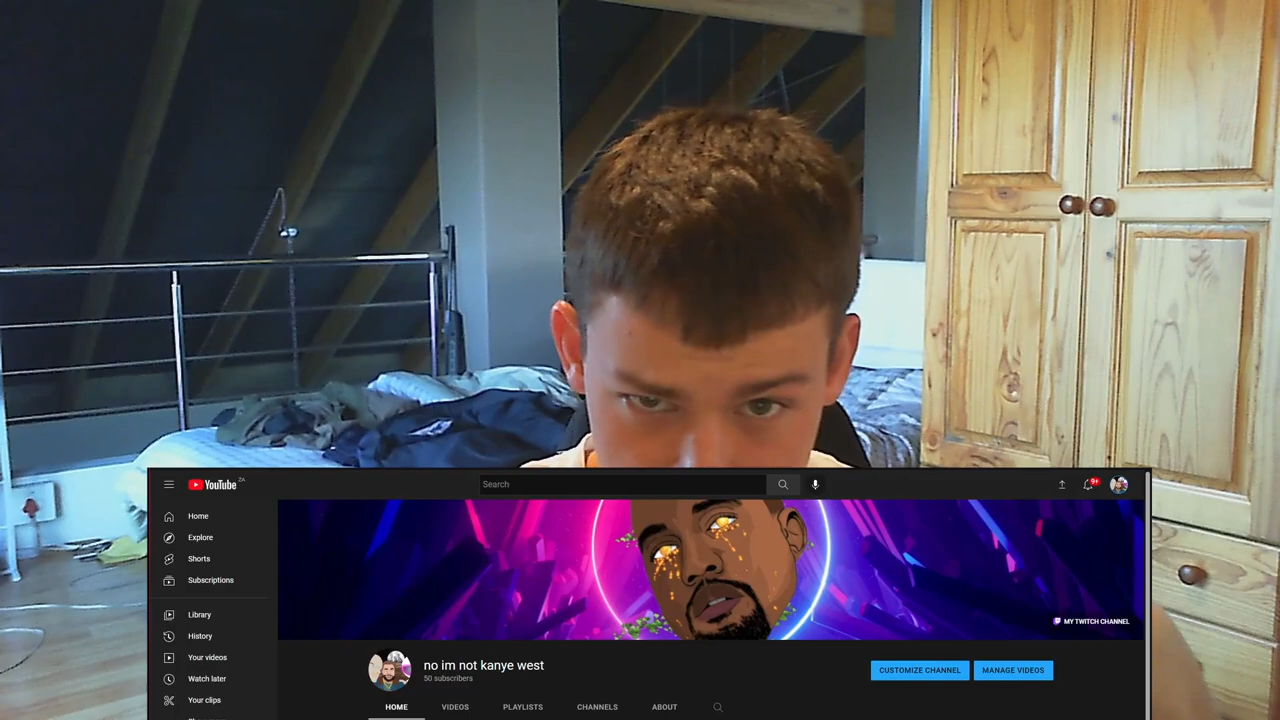 YouTube ZA
Search
9+
Home
Explore
Shorts
Subscriptions
Library
History
Your videos
Watch later
Your clips
MY TWITCH CHANNEL
no im not kanye west
50 subscribers
CUSTOMIZE CHANNEL MANAGE VIDEOS
HOME VIDEOS PLAYLISTS CHANNELS ABOUT